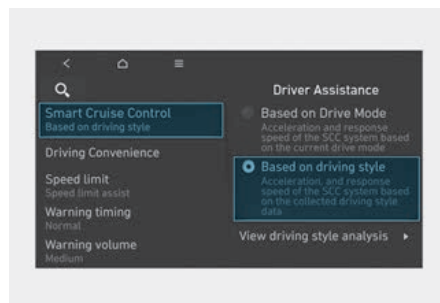 Driver Assistance
Smart Cruise Control
Based on driving style
Driving Convenience
Speed limit
Speed limit assist
Warning timing
Normal
Warning volume
Medium
Based on Drive Mode
Acceleration and response
speed of the SCC system based
on the current drive mode
Based on driving style
Acceleration, and response
speed of the SCC system based
on the collected driving style
data
View driving style analysis